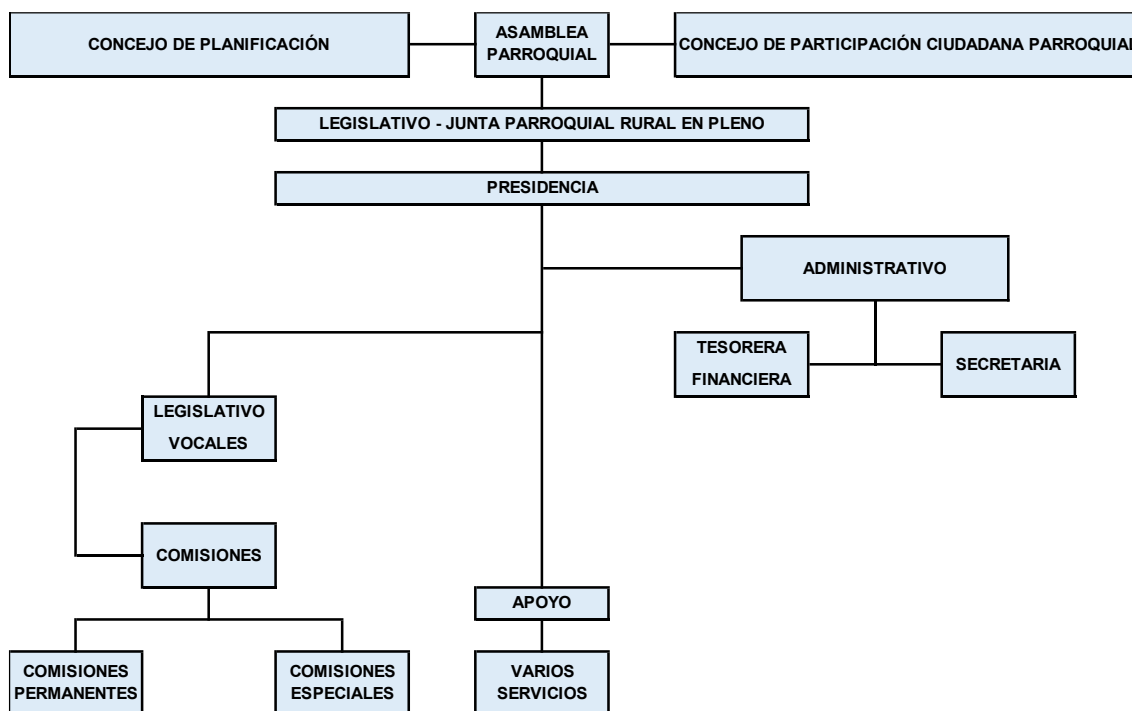 CONCEJO DE PLANIFICACIÓN
ASAMBLEA
PARROQUIAL
CONCEJO DE PARTICIPACIÓN CIUDADANA PARROQUIAL
LEGISLATIVO - JUNTA PARROQUIAL RURAL EN PLENO
PRESIDENCIA
ADMINISTRATIVO
TESORERA
FINANCIERA
SECRETARIA
LEGISLATIVO
VOCALES
COMISIONES
APOYO
COMISIONES
PERMANENTES
COMISIONES
ESPECIALES
VARIOS
SERVICIOS